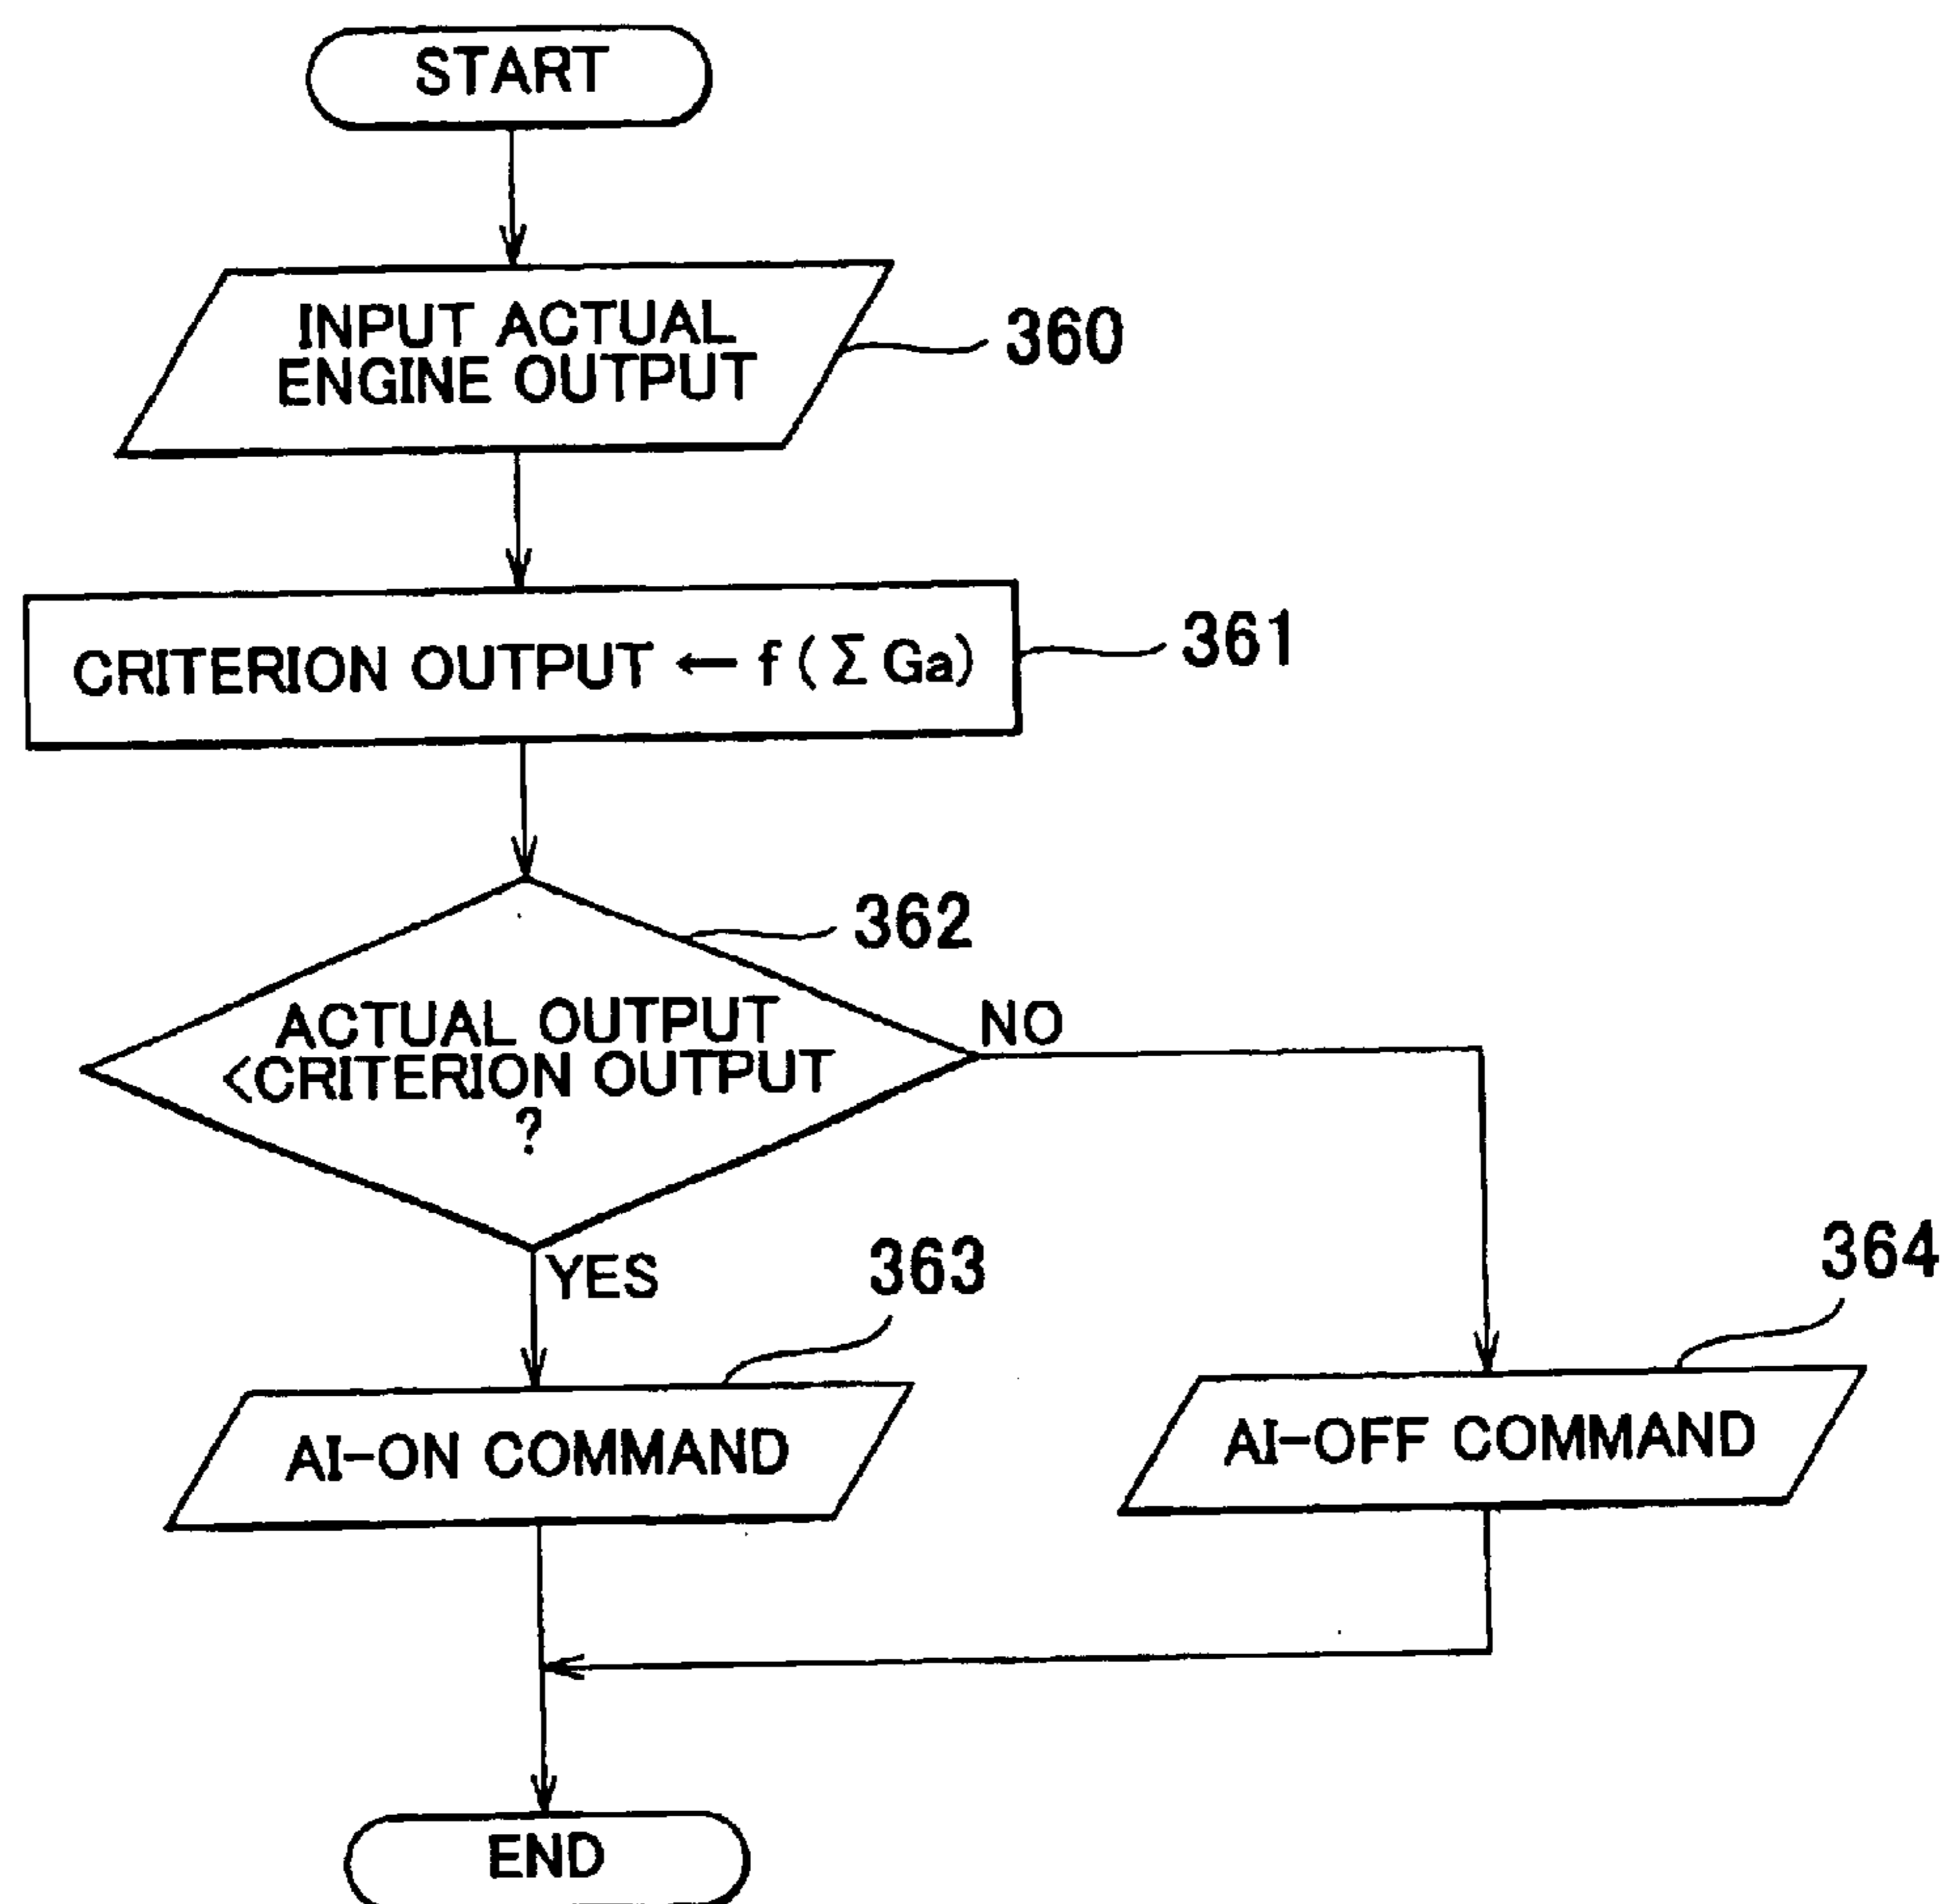 START
INPUT ACTUAL
ENGINE OUTPUT
360
CRITERION OUTPUT ← f (Σ Ga)
361
362
ACTUAL OUTPUT
<CRITERION OUTPUT
?
NO
YES
363
364
AI-ON COMMAND
AI-OFF COMMAND
END